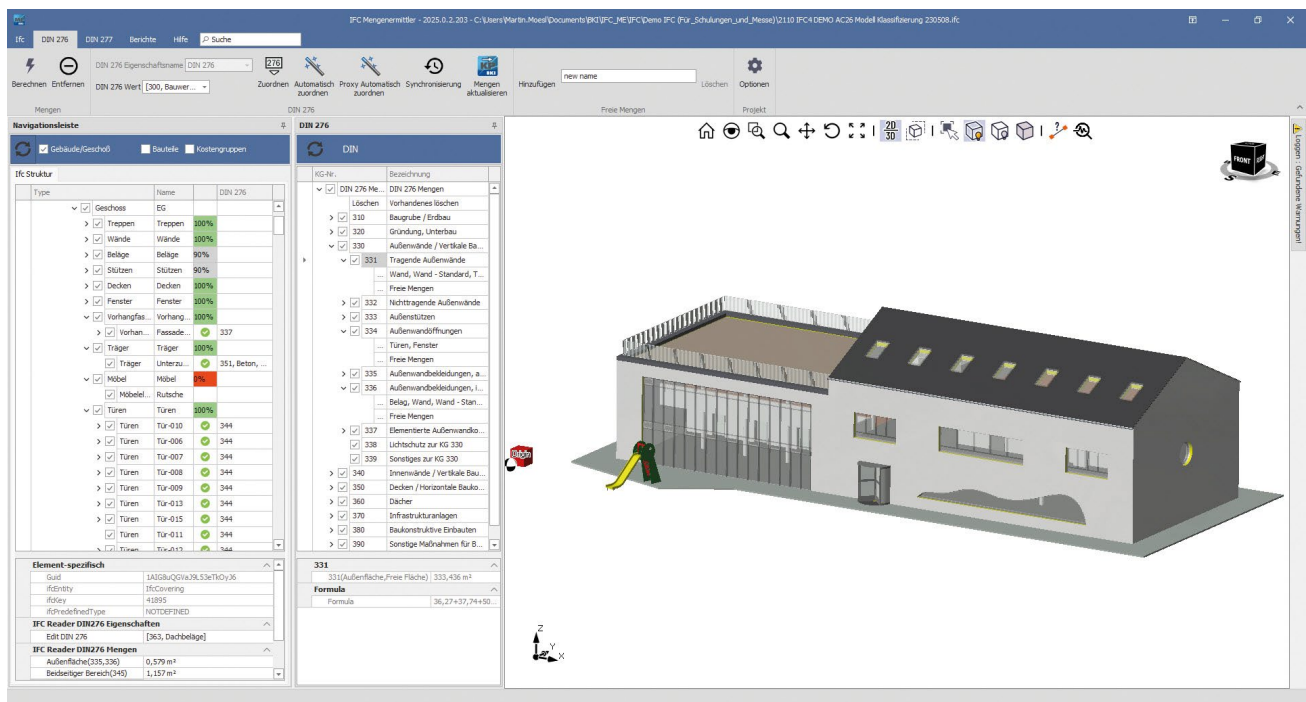 IFC Mengenermittler - 2025.0.2.203 - C:\Users\Martin.Moesl\Documents\BKI\IFC_ME\IFC\Demo IFC (Für_Schulungen_und_Messe)\2110 IFC4 DEMO AC26 Modell Klassifizierung 230508.ifc
Ifc DIN 276 DIN 277 Berichte Hilfe Suche
Berechnen Entfernen
DIN 276 Eigenschaftsname DIN 276
DIN 276 Wert [300, Bauwer...
276
Zuordnen Automatisch zuordnen Proxy Automatisch zuordnen Synchronisierung Mengen aktualisieren
Hinzufügen new name Löschen Optionen
Mengen DIN 276 Freie Mengen Projekt
Navigationsleiste
Gebäude/Geschoß Bauteile Kostengruppen
Ifc Struktur
Type Name DIN 276
Geschoss EG
Treppen Treppen 100%
Wände Wände 100%
Beläge Beläge 90%
Stützen Stützen 90%
Decken Decken 100%
Fenster Fenster 100%
Vorhangfas... Vorhang... 100%
Vorhan... Fassade... 337
Träger Träger 100%
Träger Unterzu... 351, Beton, ...
Möbel Möbel 0%
Möbelel... Rutsche
Türen Türen 100%
Türen Tür-010 344
Türen Tür-006 344
Türen Tür-007 344
Türen Tür-008 344
Türen Tür-009 344
Türen Tür-013 344
Türen Tür-015 344
Türen Tür-011 344
Türen Tür-012 344
Element-spezifisch
Guid 1AIG8uQGVaJ9LS3eTkOyJ6
ifcEntity IfcCovering
ifcKey 41895
ifcPredefinedType NOTDEFINED
IFC Reader DIN276 Eigenschaften
Edit DIN 276 [363, Dachbeläge]
IFC Reader DIN276 Mengen
Außenfläche(335,336) 0,579 m²
Beidseitiger Bereich(345) 1,157 m²
DIN 276
DIN
KG-Nr. Bezeichnung
DIN 276 Me... DIN 276 Mengen
Löschen Vorhandenes löschen
310 Baugrube / Erdbau
320 Gründung, Unterbau
330 Außenwände / Vertikale Ba...
331 Tragende Außenwände
... Wand, Wand - Standard, T...
... Freie Mengen
332 Nichttragende Außenwände
333 Außenstützen
334 Außenwandöffnungen
... Türen, Fenster
... Freie Mengen
335 Außenwandbekleidungen, a...
336 Außenwandbekleidungen, i...
... Belag, Wand, Wand - Stan...
... Freie Mengen
337 Elementierte Außenwandko...
338 Lichtschutz zur KG 330
339 Sonstiges zur KG 330
340 Innenwände / Vertikale Bau...
350 Decken / Horizontale Bauko...
360 Dächer
370 Infrastrukturanlagen
380 Baukonstruktive Einbauten
390 Sonstige Maßnahmen für B...
331
331(Außenfläche,Freie Fläche) 333,436 m²
Formula
Formula 36,27+37,74+50...
2D
3D
FRONT
Origin
Z
Y
X
Loggen : Gefundene Warnungen!